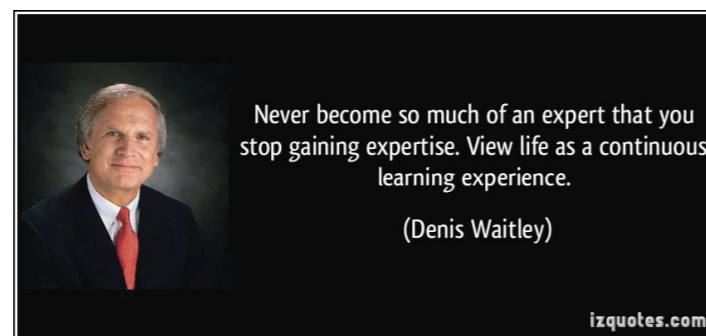 Never become so much of an expert that you
stop gaining expertise. View life as a continuous
learning experience.
(Denis Waitley)
izquotes.com